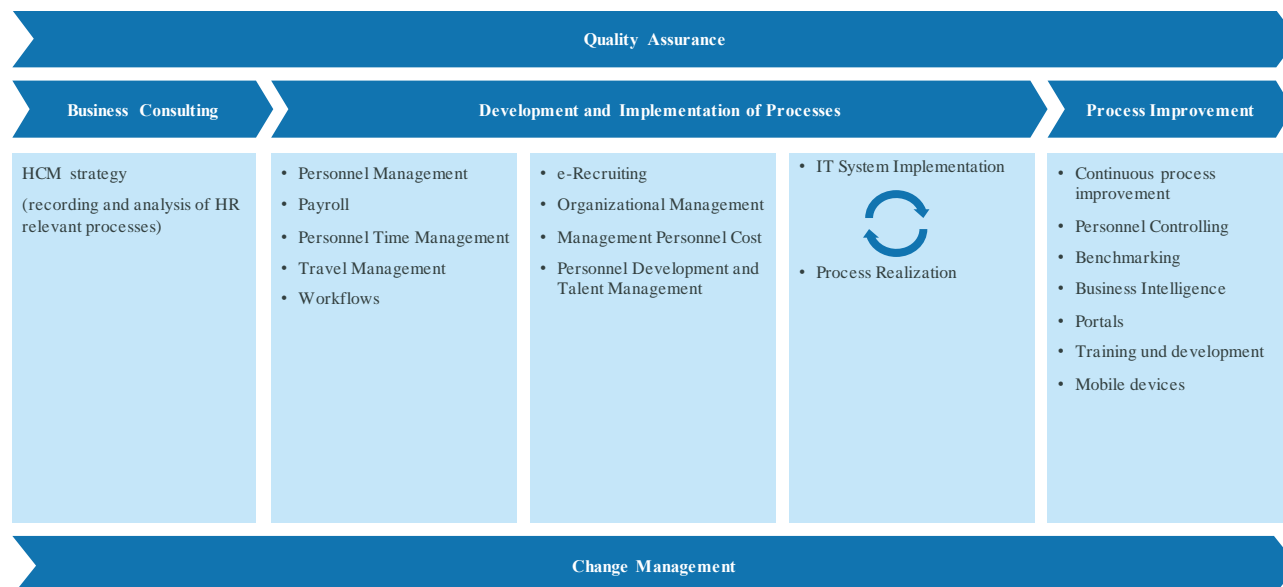 Quality Assurance
Business Consulting
Development and Implementation of Processes
Process Improvement
HCM strategy
(recording and analysis of HR
relevant processes)
• Personnel Management
• Payroll
• Personnel Time Management
• Travel Management
• Workflows
• e-Recruiting
• Organizational Management
• Management Personnel Cost
• Personnel Development and
Talent Management
• IT System Implementation
• Process Realization
• Continuous process
improvement
• Personnel Controlling
• Benchmarking
• Business Intelligence
• Portals
• Training und development
• Mobile devices
Change Management